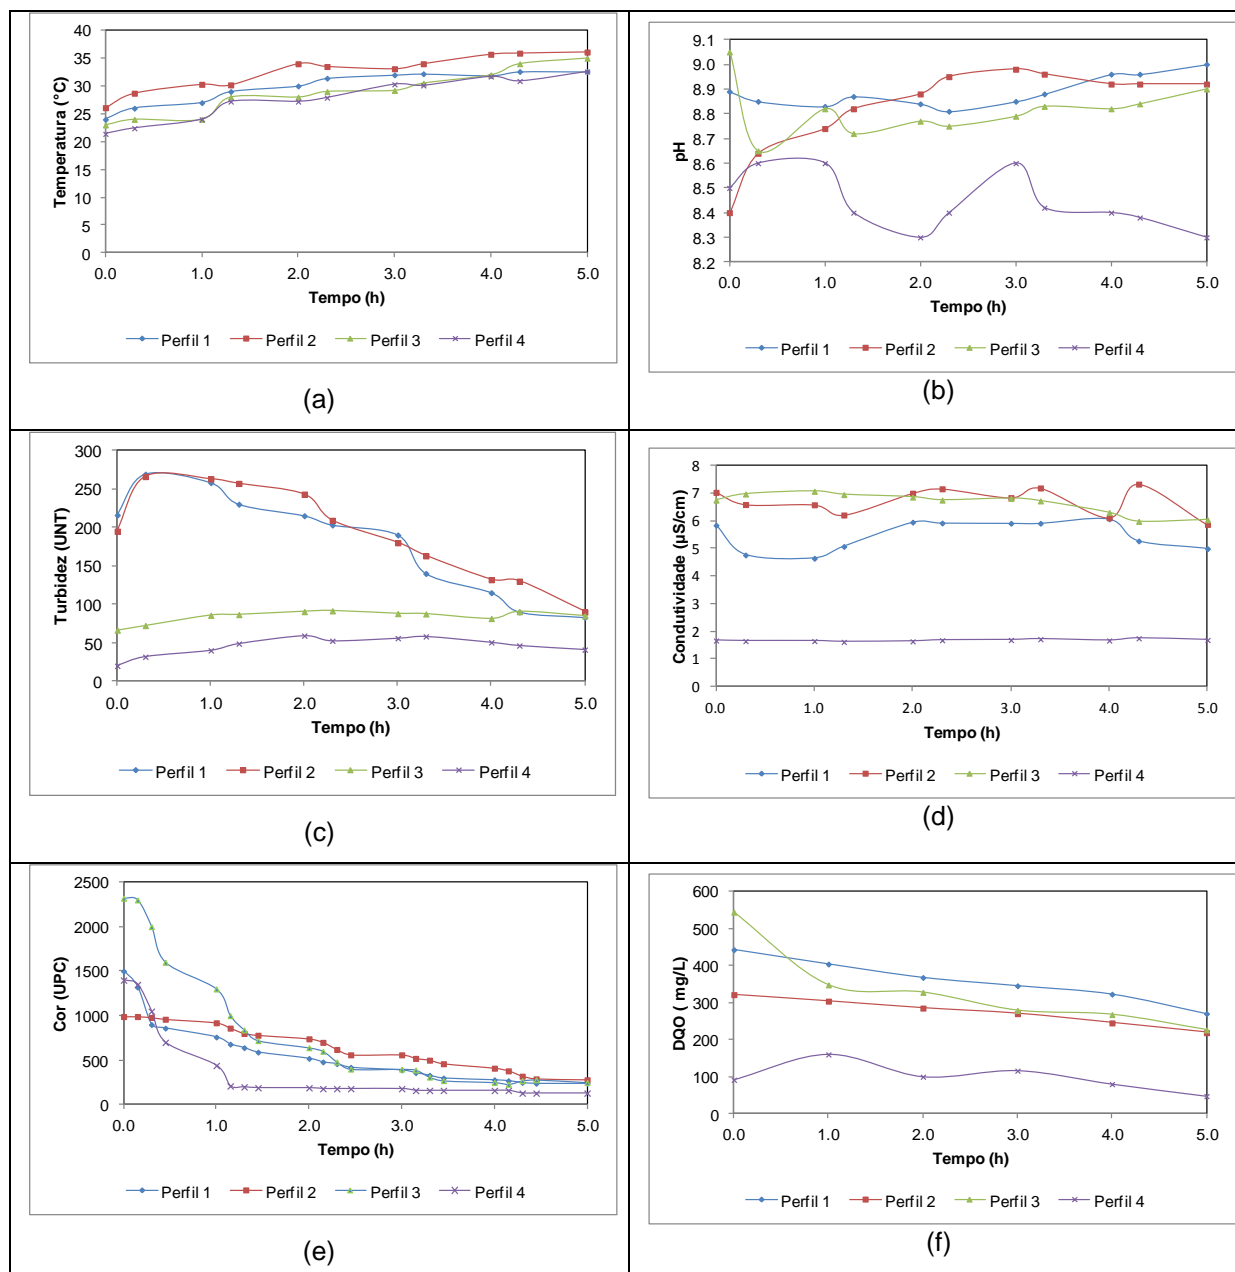 Temperatura (°C)
40
35
30
25
20
15
10
5
0
0.0 1.0 2.0 3.0 4.0 5.0
Tempo (h)
Perfil 1 Perfil 2 Perfil 3 Perfil 4
(a)
pH
9.1
9.0
8.9
8.8
8.7
8.6
8.5
8.4
8.3
8.2
0.0 1.0 2.0 3.0 4.0 5.0
Tempo (h)
Perfil 1 Perfil 2 Perfil 3 Perfil 4
(b)
Turbidez (UNT)
300
250
200
150
100
50
0
0.0 1.0 2.0 3.0 4.0 5.0
Tempo (h)
Perfil 1 Perfil 2 Perfil 3 Perfil 4
(c)
Condutividade (µS/cm)
8
7
6
5
4
3
2
1
0
0.0 1.0 2.0 3.0 4.0 5.0
Tempo (h)
Perfil 1 Perfil 2 Perfil 3 Perfil 4
(d)
Cor (UPC)
2500
2000
1500
1000
500
0
0.0 1.0 2.0 3.0 4.0 5.0
Tempo (h)
Perfil 1 Perfil 2 Perfil 3 Perfil 4
(e)
DQO ( mg/L)
600
500
400
300
200
100
0
0.0 1.0 2.0 3.0 4.0 5.0
Tempo (h)
Perfil 1 Perfil 2 Perfil 3 Perfil 4
(f)